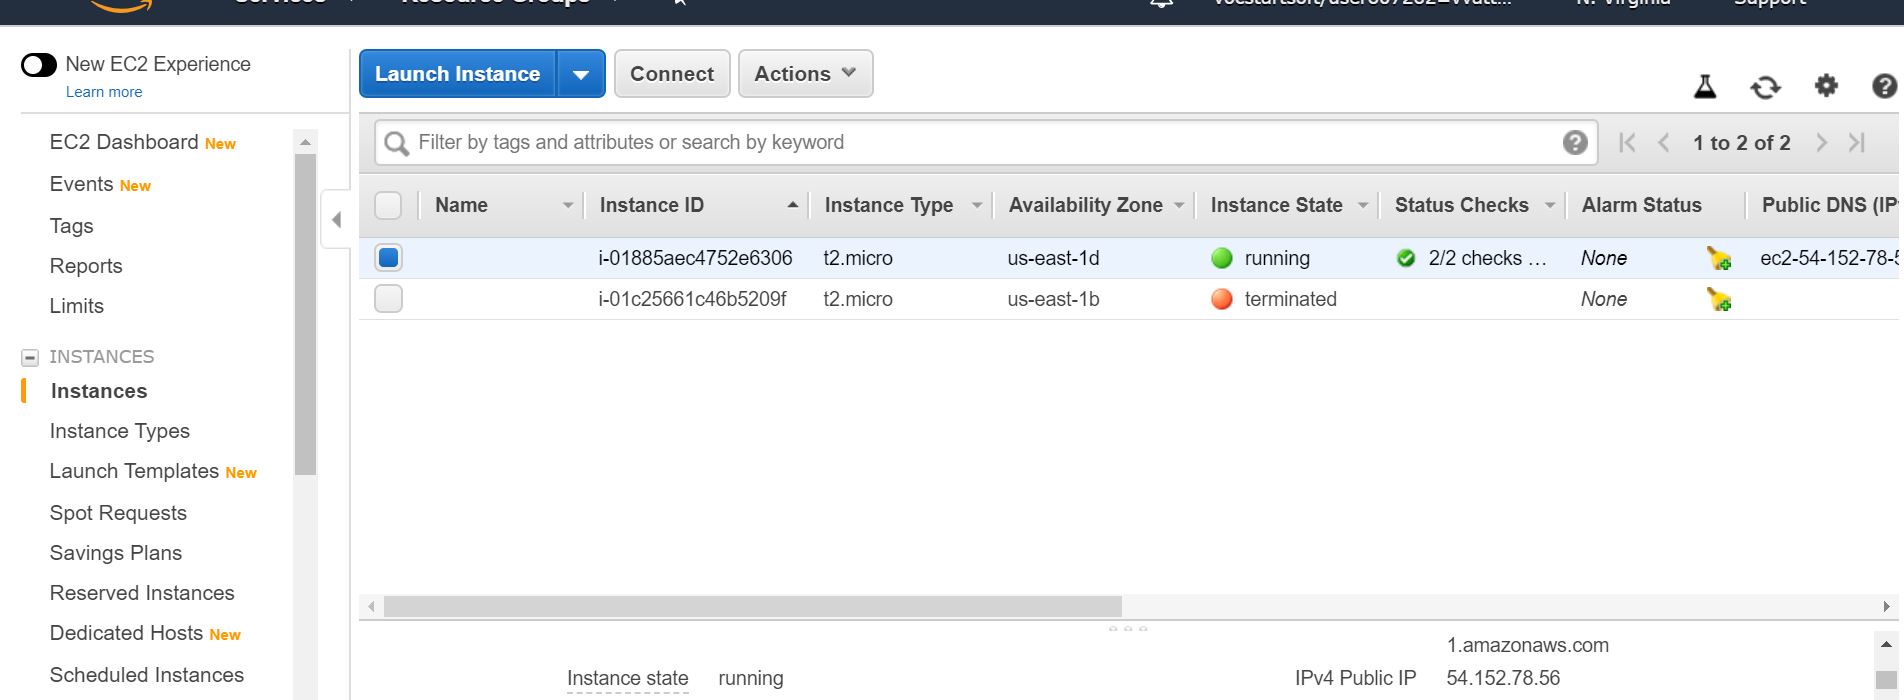 Services
Resource Groups
N. Virginia
Support
New EC2 Experience
Learn more
Launch Instance
Connect
Actions
EC2 Dashboard New
Events New
Tags
Reports
Limits
INSTANCES
Instances
Instance Types
Launch Templates New
Spot Requests
Savings Plans
Reserved Instances
Dedicated Hosts New
Scheduled Instances
Filter by tags and attributes or search by keyword
1 to 2 of 2
Name Instance ID Instance Type Availability Zone Instance State Status Checks Alarm Status Public DNS (IP
i-01885aec4752e6306 t2.micro us-east-1d running 2/2 checks ... None ec2-54-152-78-5
i-01c25661c46b5209f t2.micro us-east-1b terminated None
1.amazonaws.com
Instance state running IPv4 Public IP 54.152.78.56